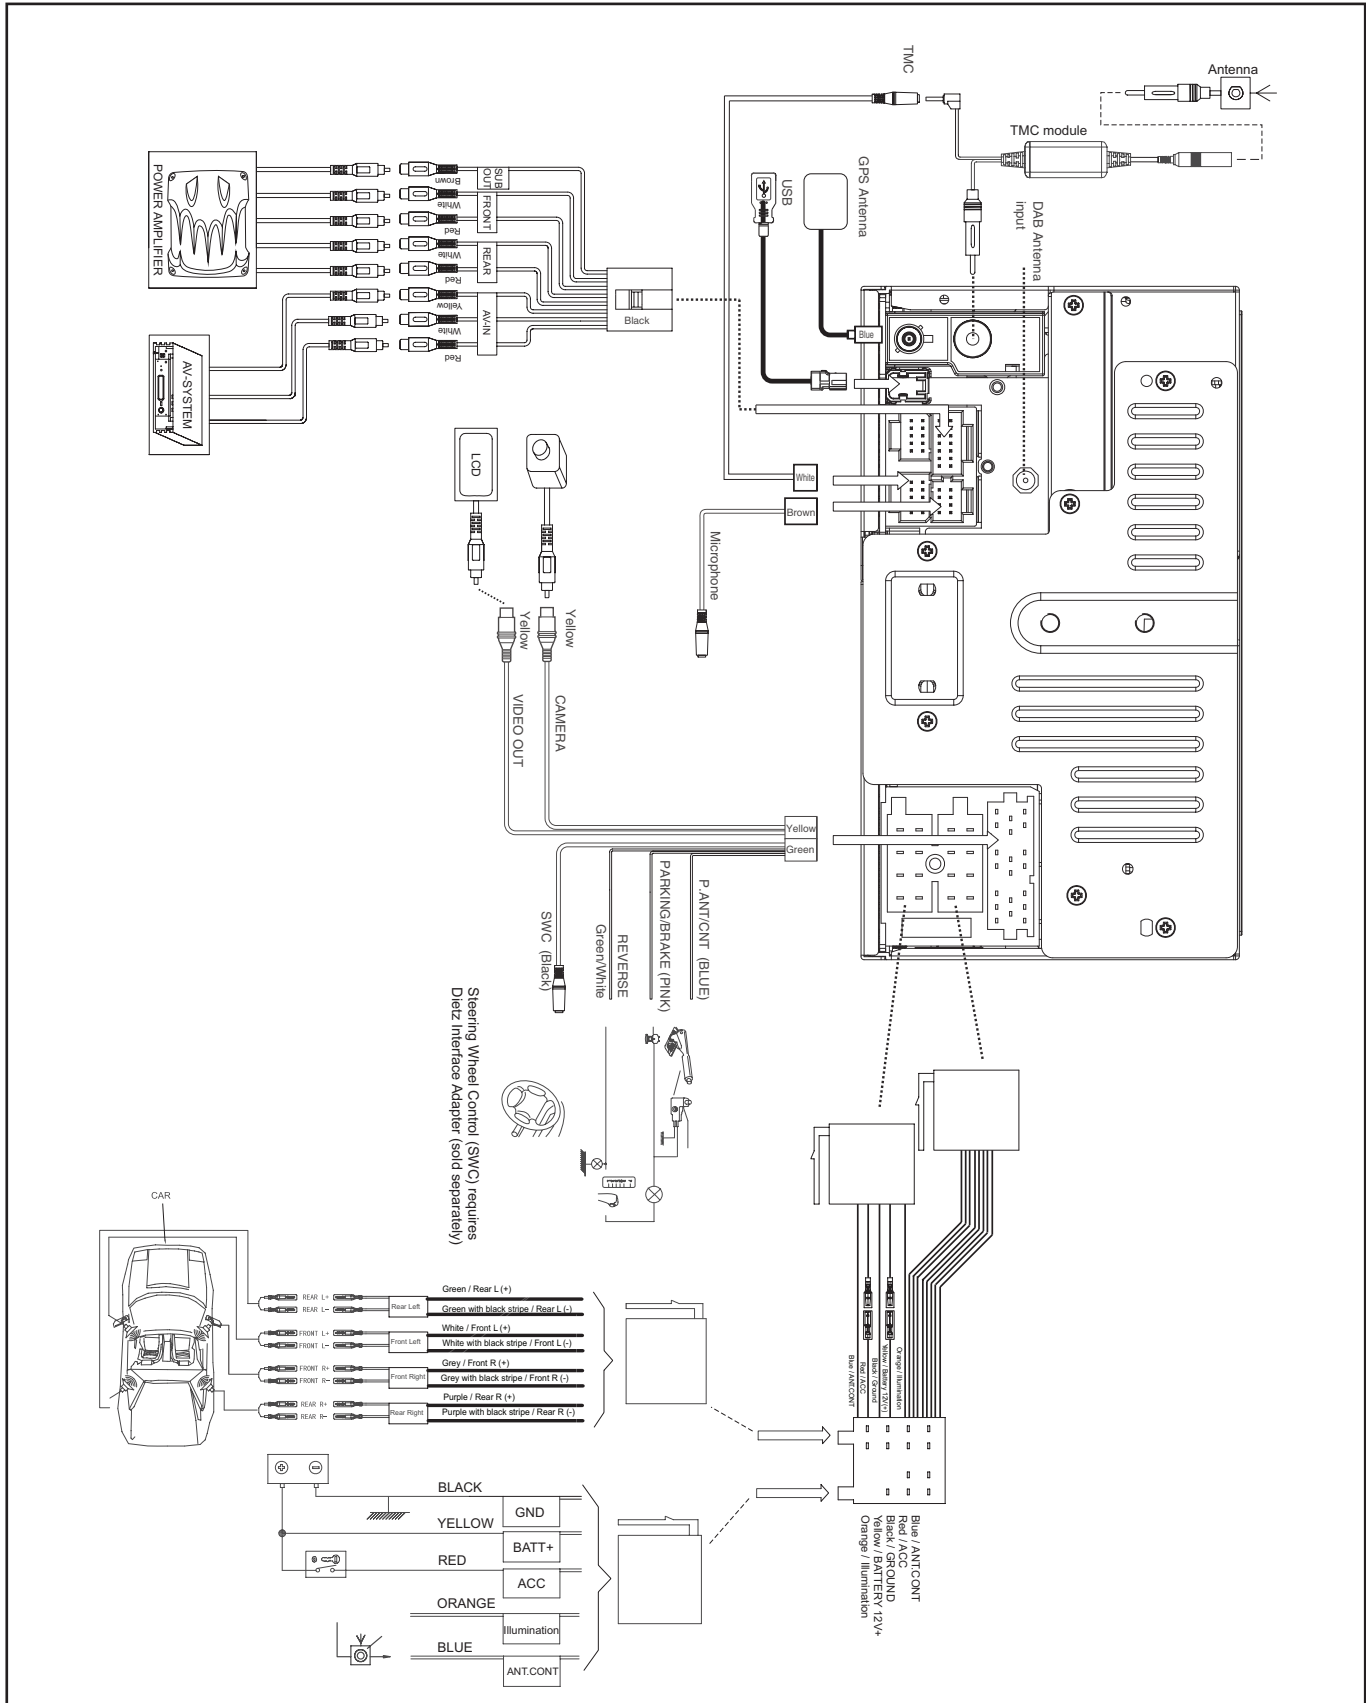 TMC
Antenna
TMC module
GPS Antenna
USB
DAB Antenna
input
POWER AMPLIFIER
AV-SYSTEM
SUB
OUT
FRONT
REAR
AV-IN
Brown
White
Red
White
Red
Yellow
White
Red
Black
Blue
White
Brown
Microphone
LCD
Yellow
Yellow
VIDEO OUT
CAMERA
Yellow
Green
SWC (Black)
Green/White
REVERSE
PARKING/BRAKE (PINK)
P.ANT/CNT (BLUE)
Steering Wheel Control (SWC) requires
Dietz Interface Adapter (sold separately)
CAR
REAR L+
REAR L-
FRONT L+
FRONT L-
FRONT R+
FRONT R-
REAR R+
REAR R-
Rear Left
Front Left
Front Right
Rear Right
Green / Rear L (+)
Green with black stripe / Rear L (-)
White / Front L (+)
White with black stripe / Front L (-)
Grey / Front R (+)
Grey with black stripe / Front R (-)
Purple / Rear R (+)
Purple with black stripe / Rear R (-)
Orange / Illumination
Yellow / Battery 12V(+)
Black / Ground
Red / ACC
Blue / ANT.CONT
Blue / ANT.CONT
Red / ACC
Black / GROUND
Yellow / BATTERY 12V+
Orange / Illumination
BLACK
GND
YELLOW
BATT+
RED
ACC
ORANGE
Illumination
BLUE
ANT.CONT